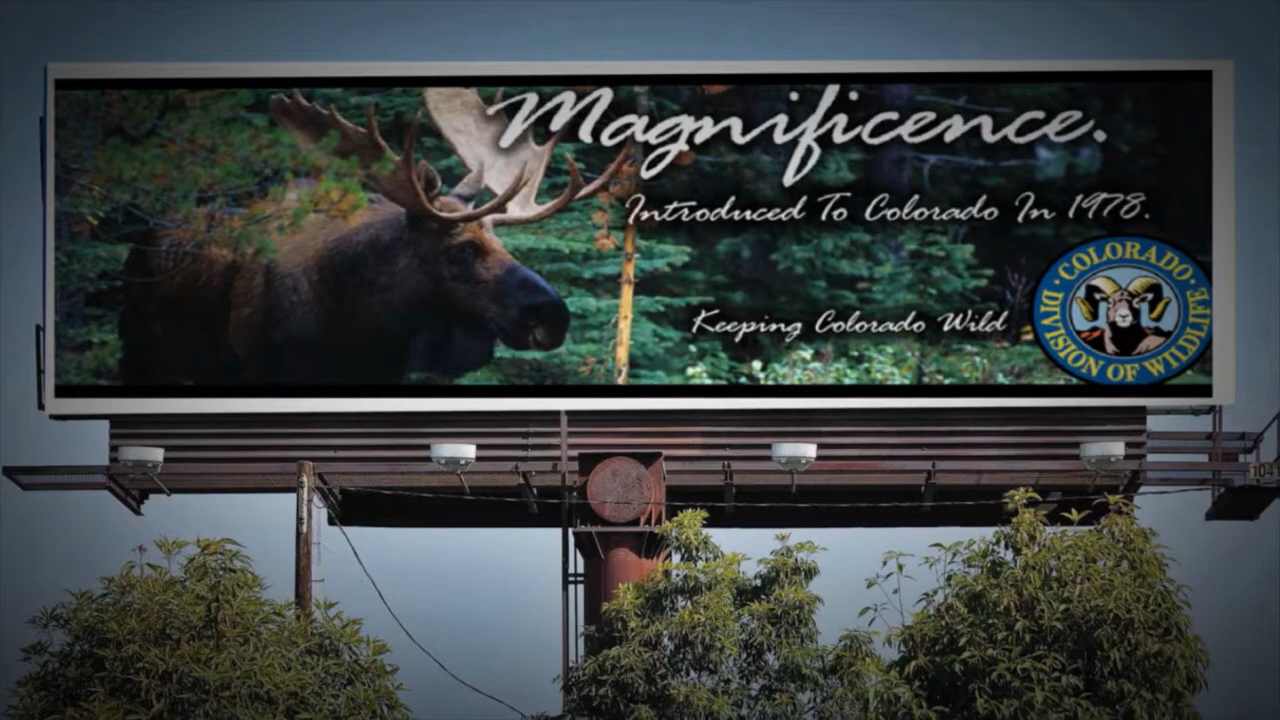 Magnificence.
Introduced To Colorado In 1978.
Keeping Colorado Wild
· COLORADO ·
DIVISION OF WILDLIFE
104